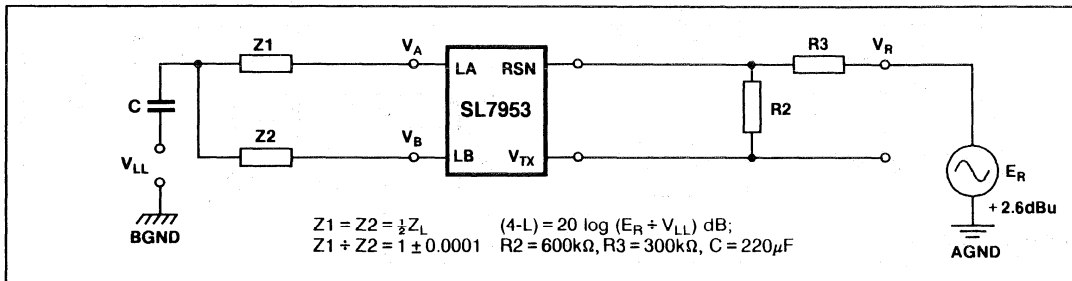 Z1
V_A
R3
V_R
LA RSN
C
SL7953
R2
Z2
V_B
V_LL
LB V_TX
E_R
+2.6dBu
BGND
AGND
Z1 = Z2 = ½Z_L (4-L) = 20 log (E_R ÷ V_LL) dB;
Z1 ÷ Z2 = 1 ± 0.0001 R2 = 600kΩ, R3 = 300kΩ, C = 220μF